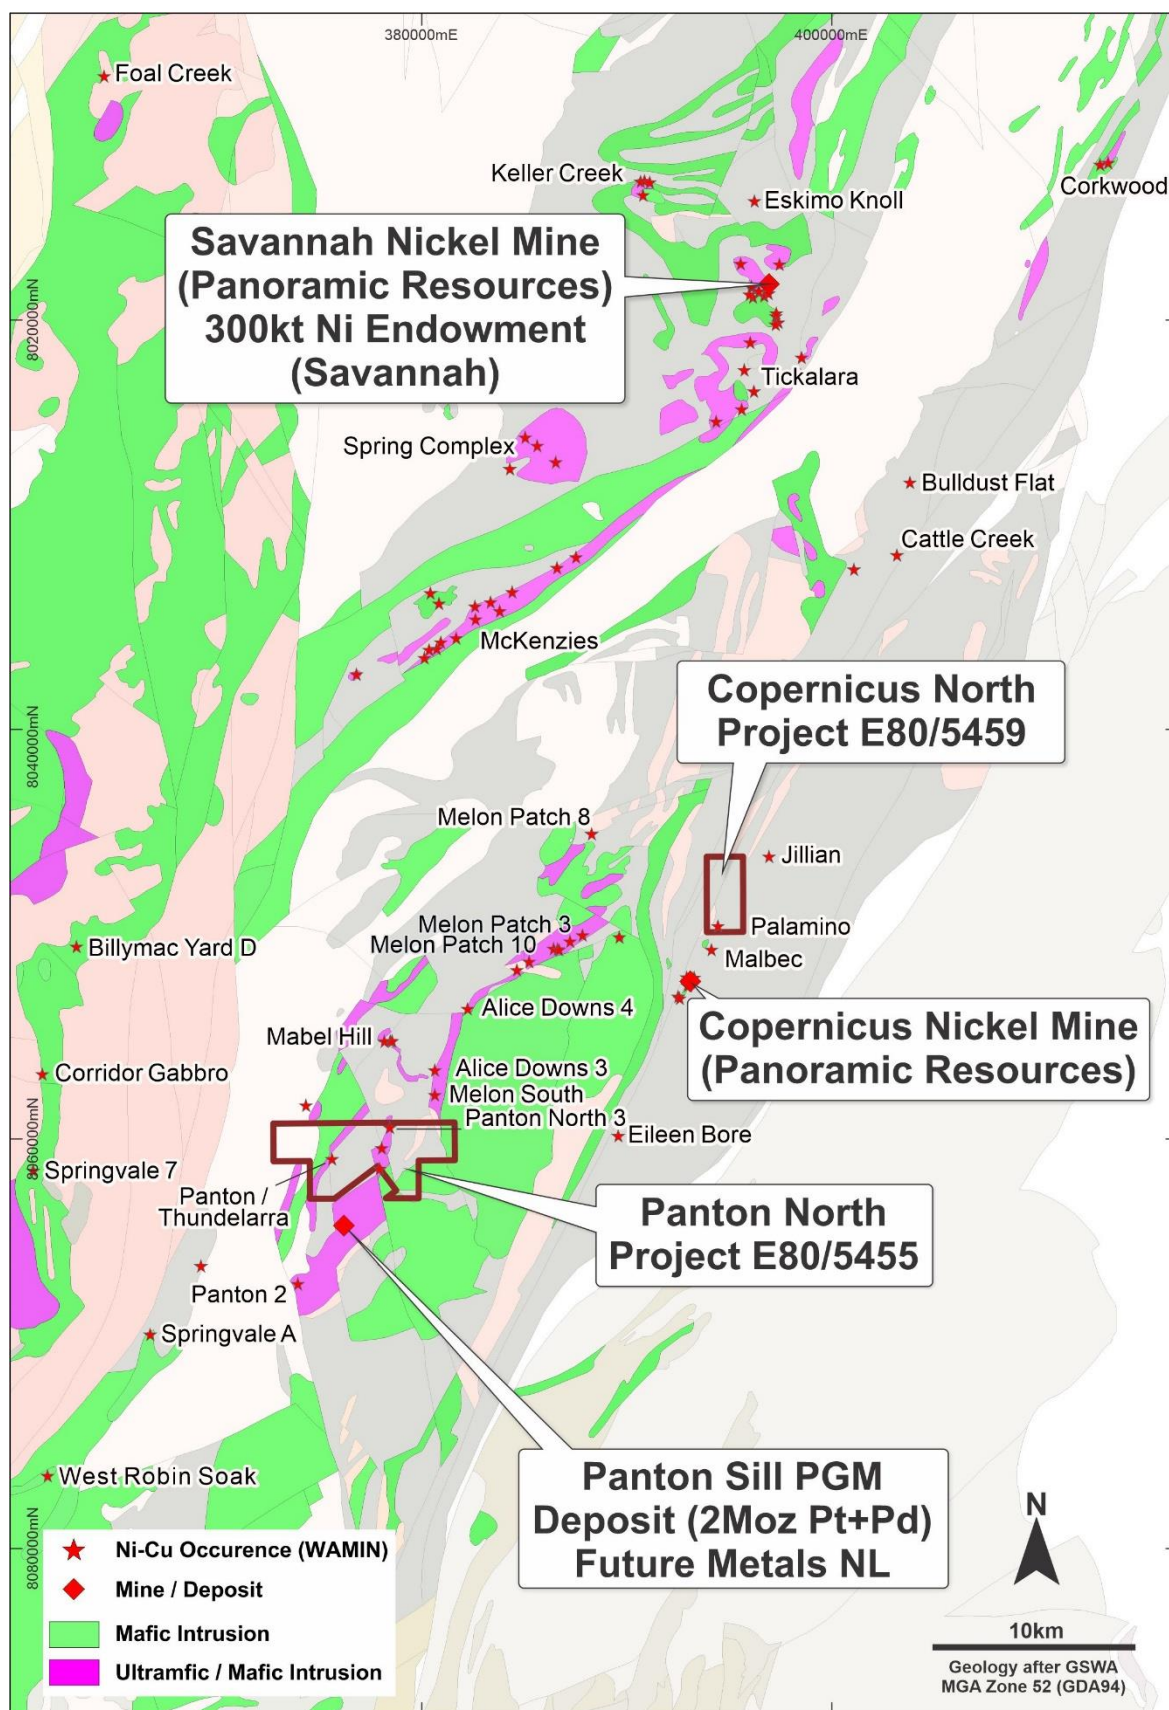 380000mE
400000mE
Foal Creek
Keller Creek
Corkwood
Eskimo Knoll
Savannah Nickel Mine
(Panoramic Resources)
300kt Ni Endowment
(Savannah)
8020000mN
Tickalara
Spring Complex
Bulldust Flat
Cattle Creek
McKenzies
Copernicus North
Project E80/5459
8040000mN
Melon Patch 8
Jillian
Melon Patch 3
Palamino
Billymac Yard D
Melon Patch 10
Malbec
Alice Downs 4
Copernicus Nickel Mine
(Panoramic Resources)
Mabel Hill
Corridor Gabbro
Alice Downs 3
Melon South
Panton North 3
Eileen Bore
8060000mN
Springvale 7
Panton /
Thundelarra
Panton North
Project E80/5455
Panton 2
Springvale A
West Robin Soak
Panton Sill PGM
Deposit (2Moz Pt+Pd)
Future Metals NL
N
8080000mN
Ni-Cu Occurence (WAMIN)
Mine / Deposit
Mafic Intrusion
Ultramfic / Mafic Intrusion
10km
Geology after GSWA
MGA Zone 52 (GDA94)